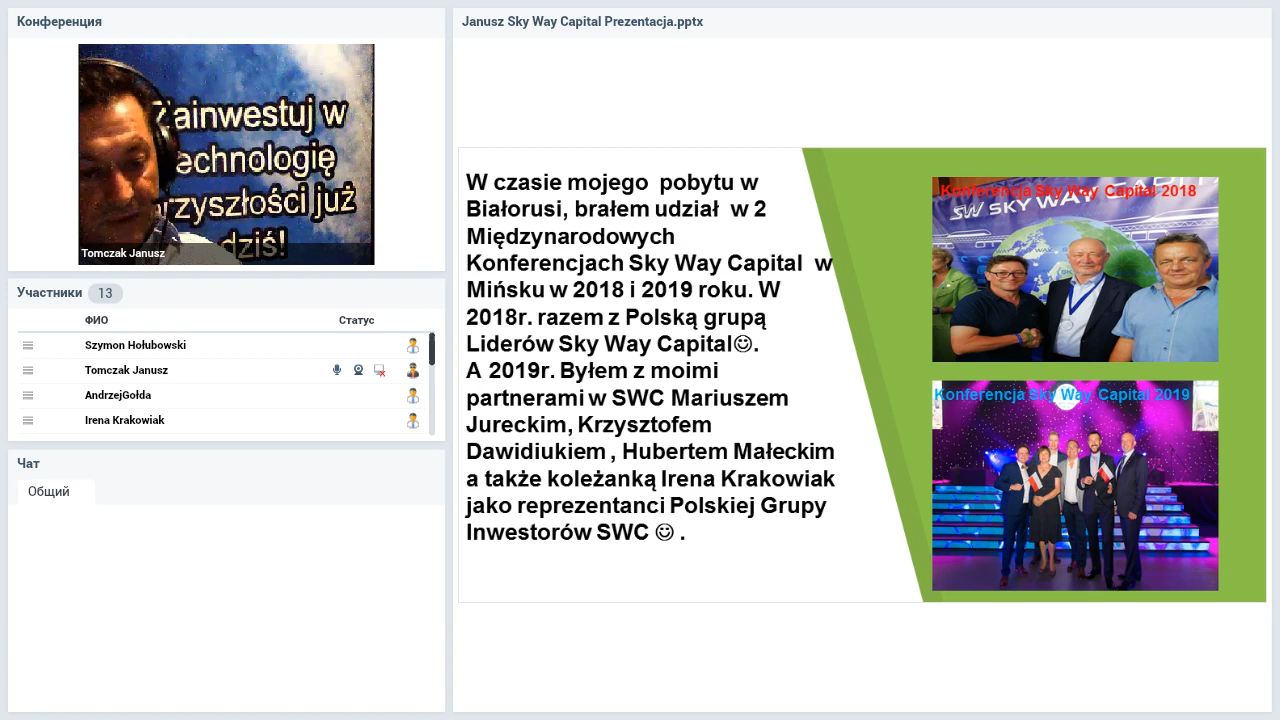 Конференция
Zainwestuj w
technologię
przyszłości już
dziś!
Tomczak Janusz
Участники 13
ФИО Статус
Szymon Hołubowski
Tomczak Janusz
AndrzejGołda
Irena Krakowiak
Чат
Общий
Janusz Sky Way Capital Prezentacja.pptx
W czasie mojego pobytu w
Białorusi, brałem udział w 2
Międzynarodowych
Konferencjach Sky Way Capital w
Mińsku w 2018 i 2019 roku. W
2018r. razem z Polską grupą
Liderów Sky Way Capital☺.
A 2019r. Byłem z moimi
partnerami w SWC Mariuszem
Jureckim, Krzysztofem
Dawidiukiem , Hubertem Małeckim
a także koleżanką Irena Krakowiak
jako reprezentanci Polskiej Grupy
Inwestorów SWC ☺ .
Konferencja Sky Way Capital 2018
SW SKY WAY
Konferencja Sky Way Capital 2019